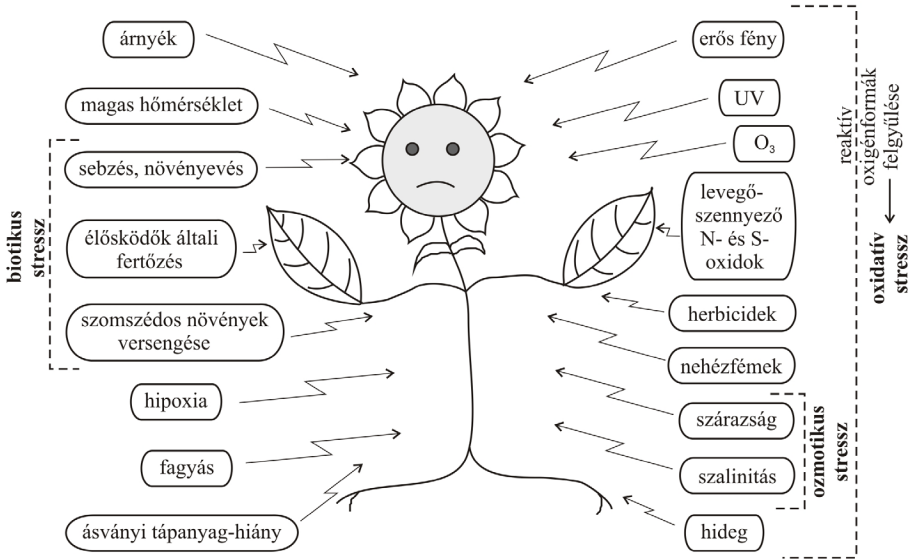 árnyék
magas hőmérséklet
sebzés, növényevés
élősködők általi
fertőzés
szomszédos növények
versengése
hipoxia
fagyás
ásványi tápanyag-hiány
biotikus
stressz
erős fény
UV
O₃
levegő-
szennyező
N- és S-
oxidok
herbicidek
nehézfémek
szárazság
szalinitás
hideg
ozmotikus
stressz
reaktív
oxigénformák
felgyűlése
oxidatív
stressz